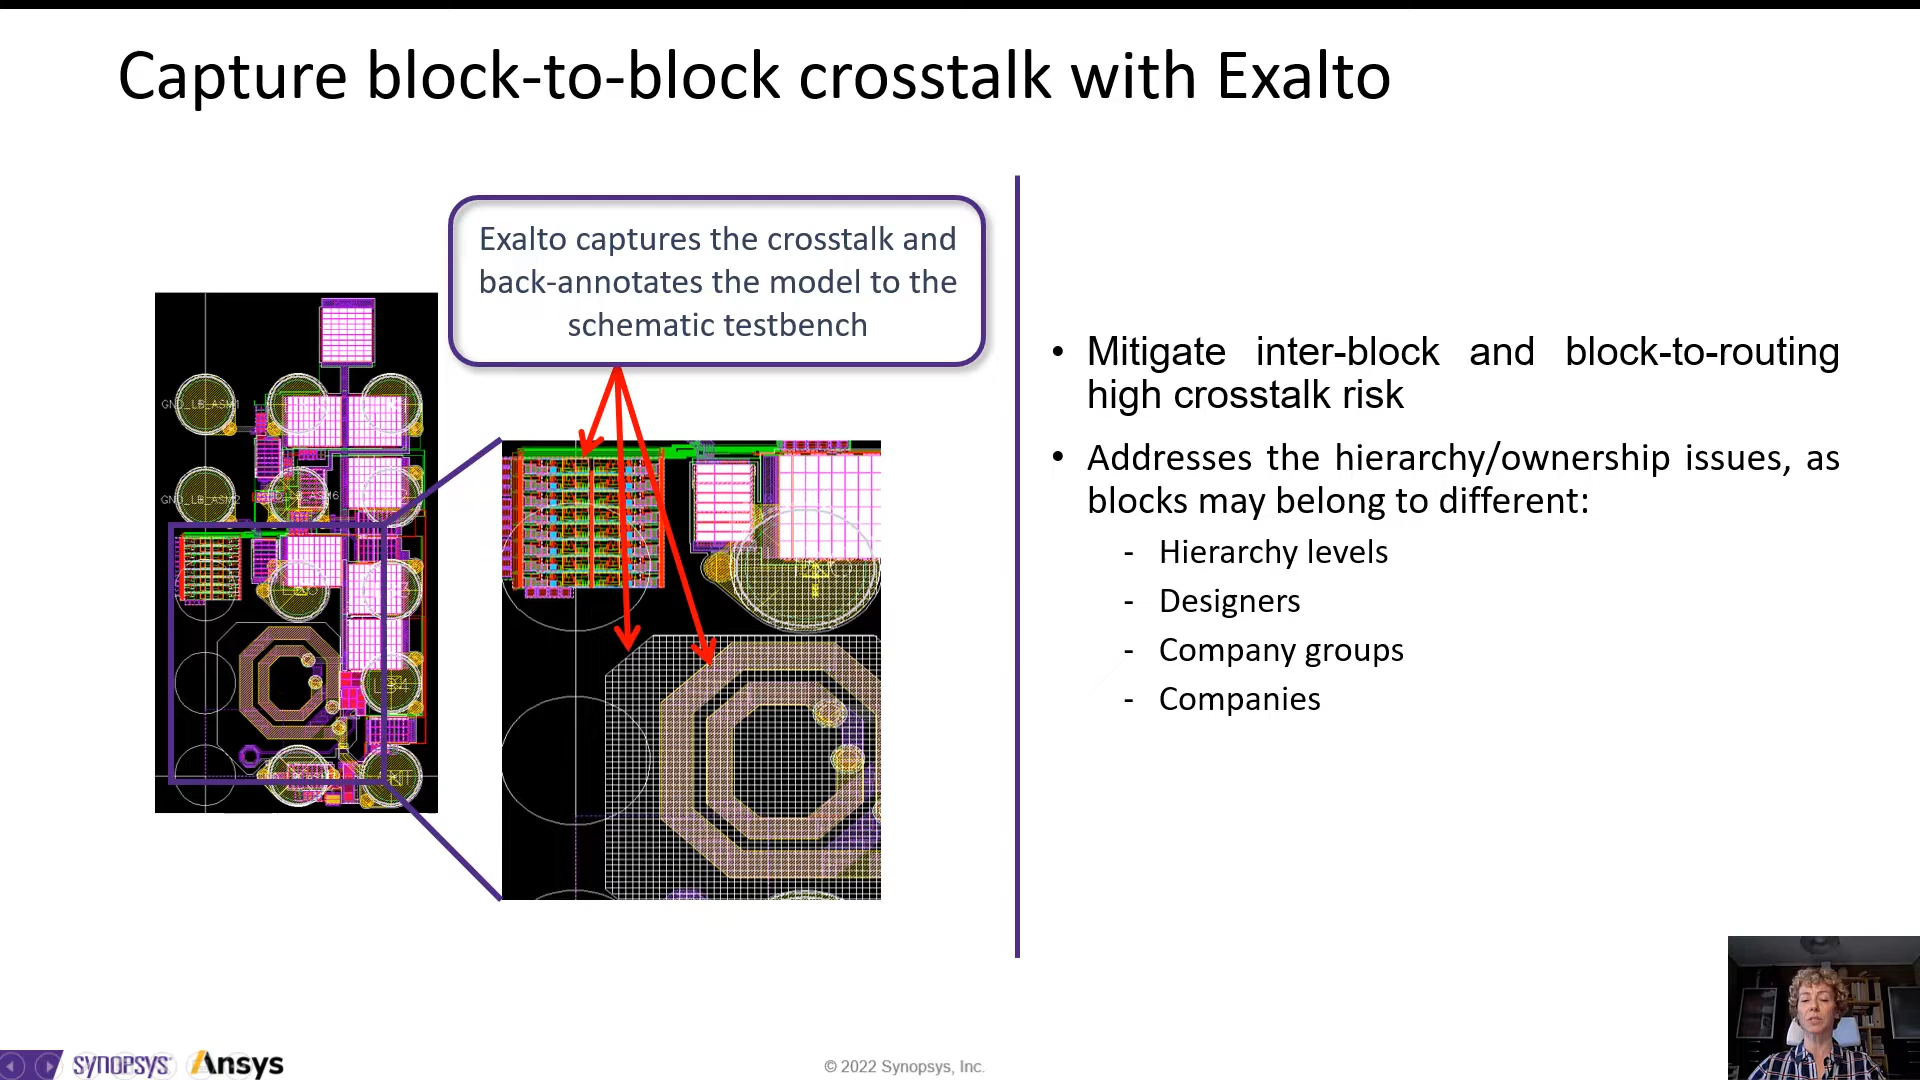 Capture block-to-block crosstalk with Exalto
Exalto captures the crosstalk and
back-annotates the model to the
schematic testbench
GND_LB_ASM1
GND_LB_ASM2
• Mitigate inter-block and block-to-routing
high crosstalk risk
• Addresses the hierarchy/ownership issues, as
blocks may belong to different:
- Hierarchy levels
- Designers
- Company groups
- Companies
SYNOPSYS
Ansys
© 2022 Synopsys, Inc.